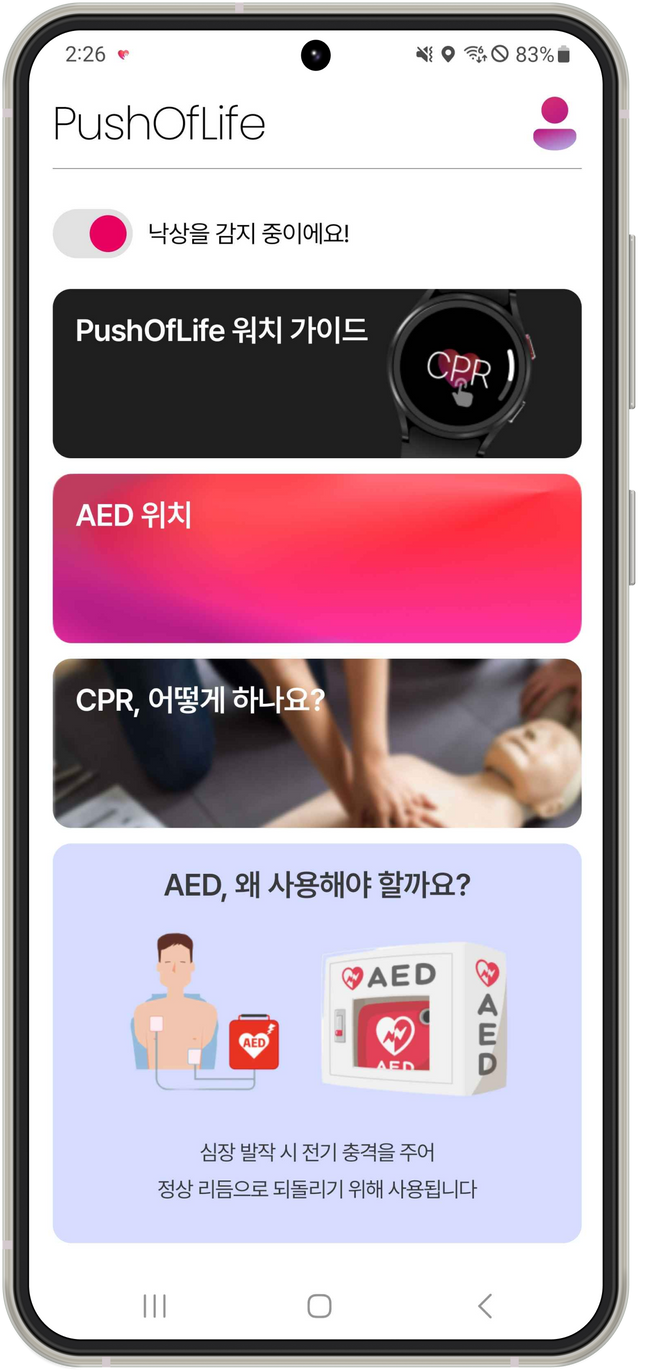 2:26
83%
PushOfLife
낙상을 감지 중이에요!
PushOfLife 워치 가이드
CPR
AED 위치
CPR, 어떻게 하나요?
AED, 왜 사용해야 할까요?
AED
AED
AED
AED
심장 발작 시 전기 충격을 주어
정상 리듬으로 되돌리기 위해 사용됩니다